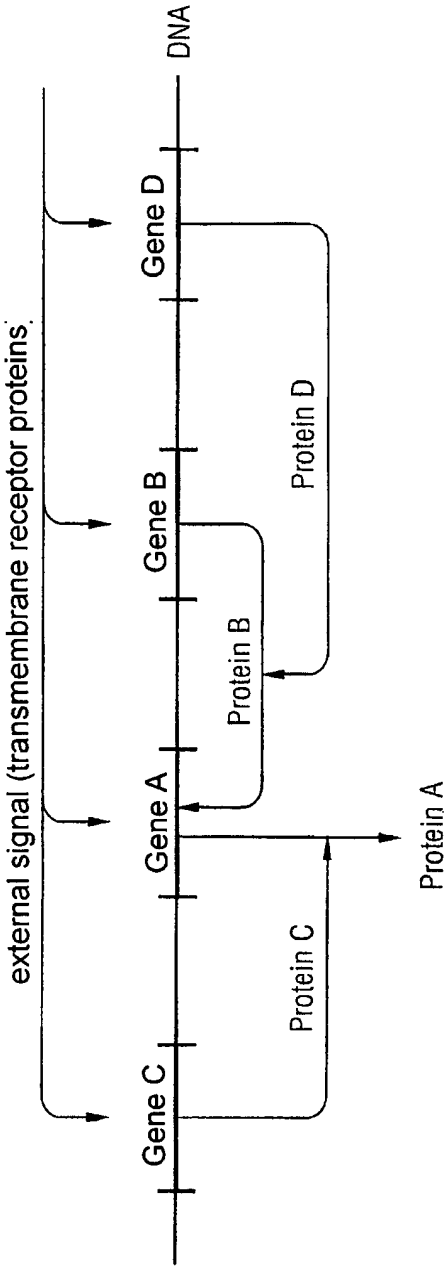 external signal (transmembrane receptor proteins.
Gene C
Gene A
Gene B
Gene D
DNA
Protein C
Protein B
Protein D
Protein A